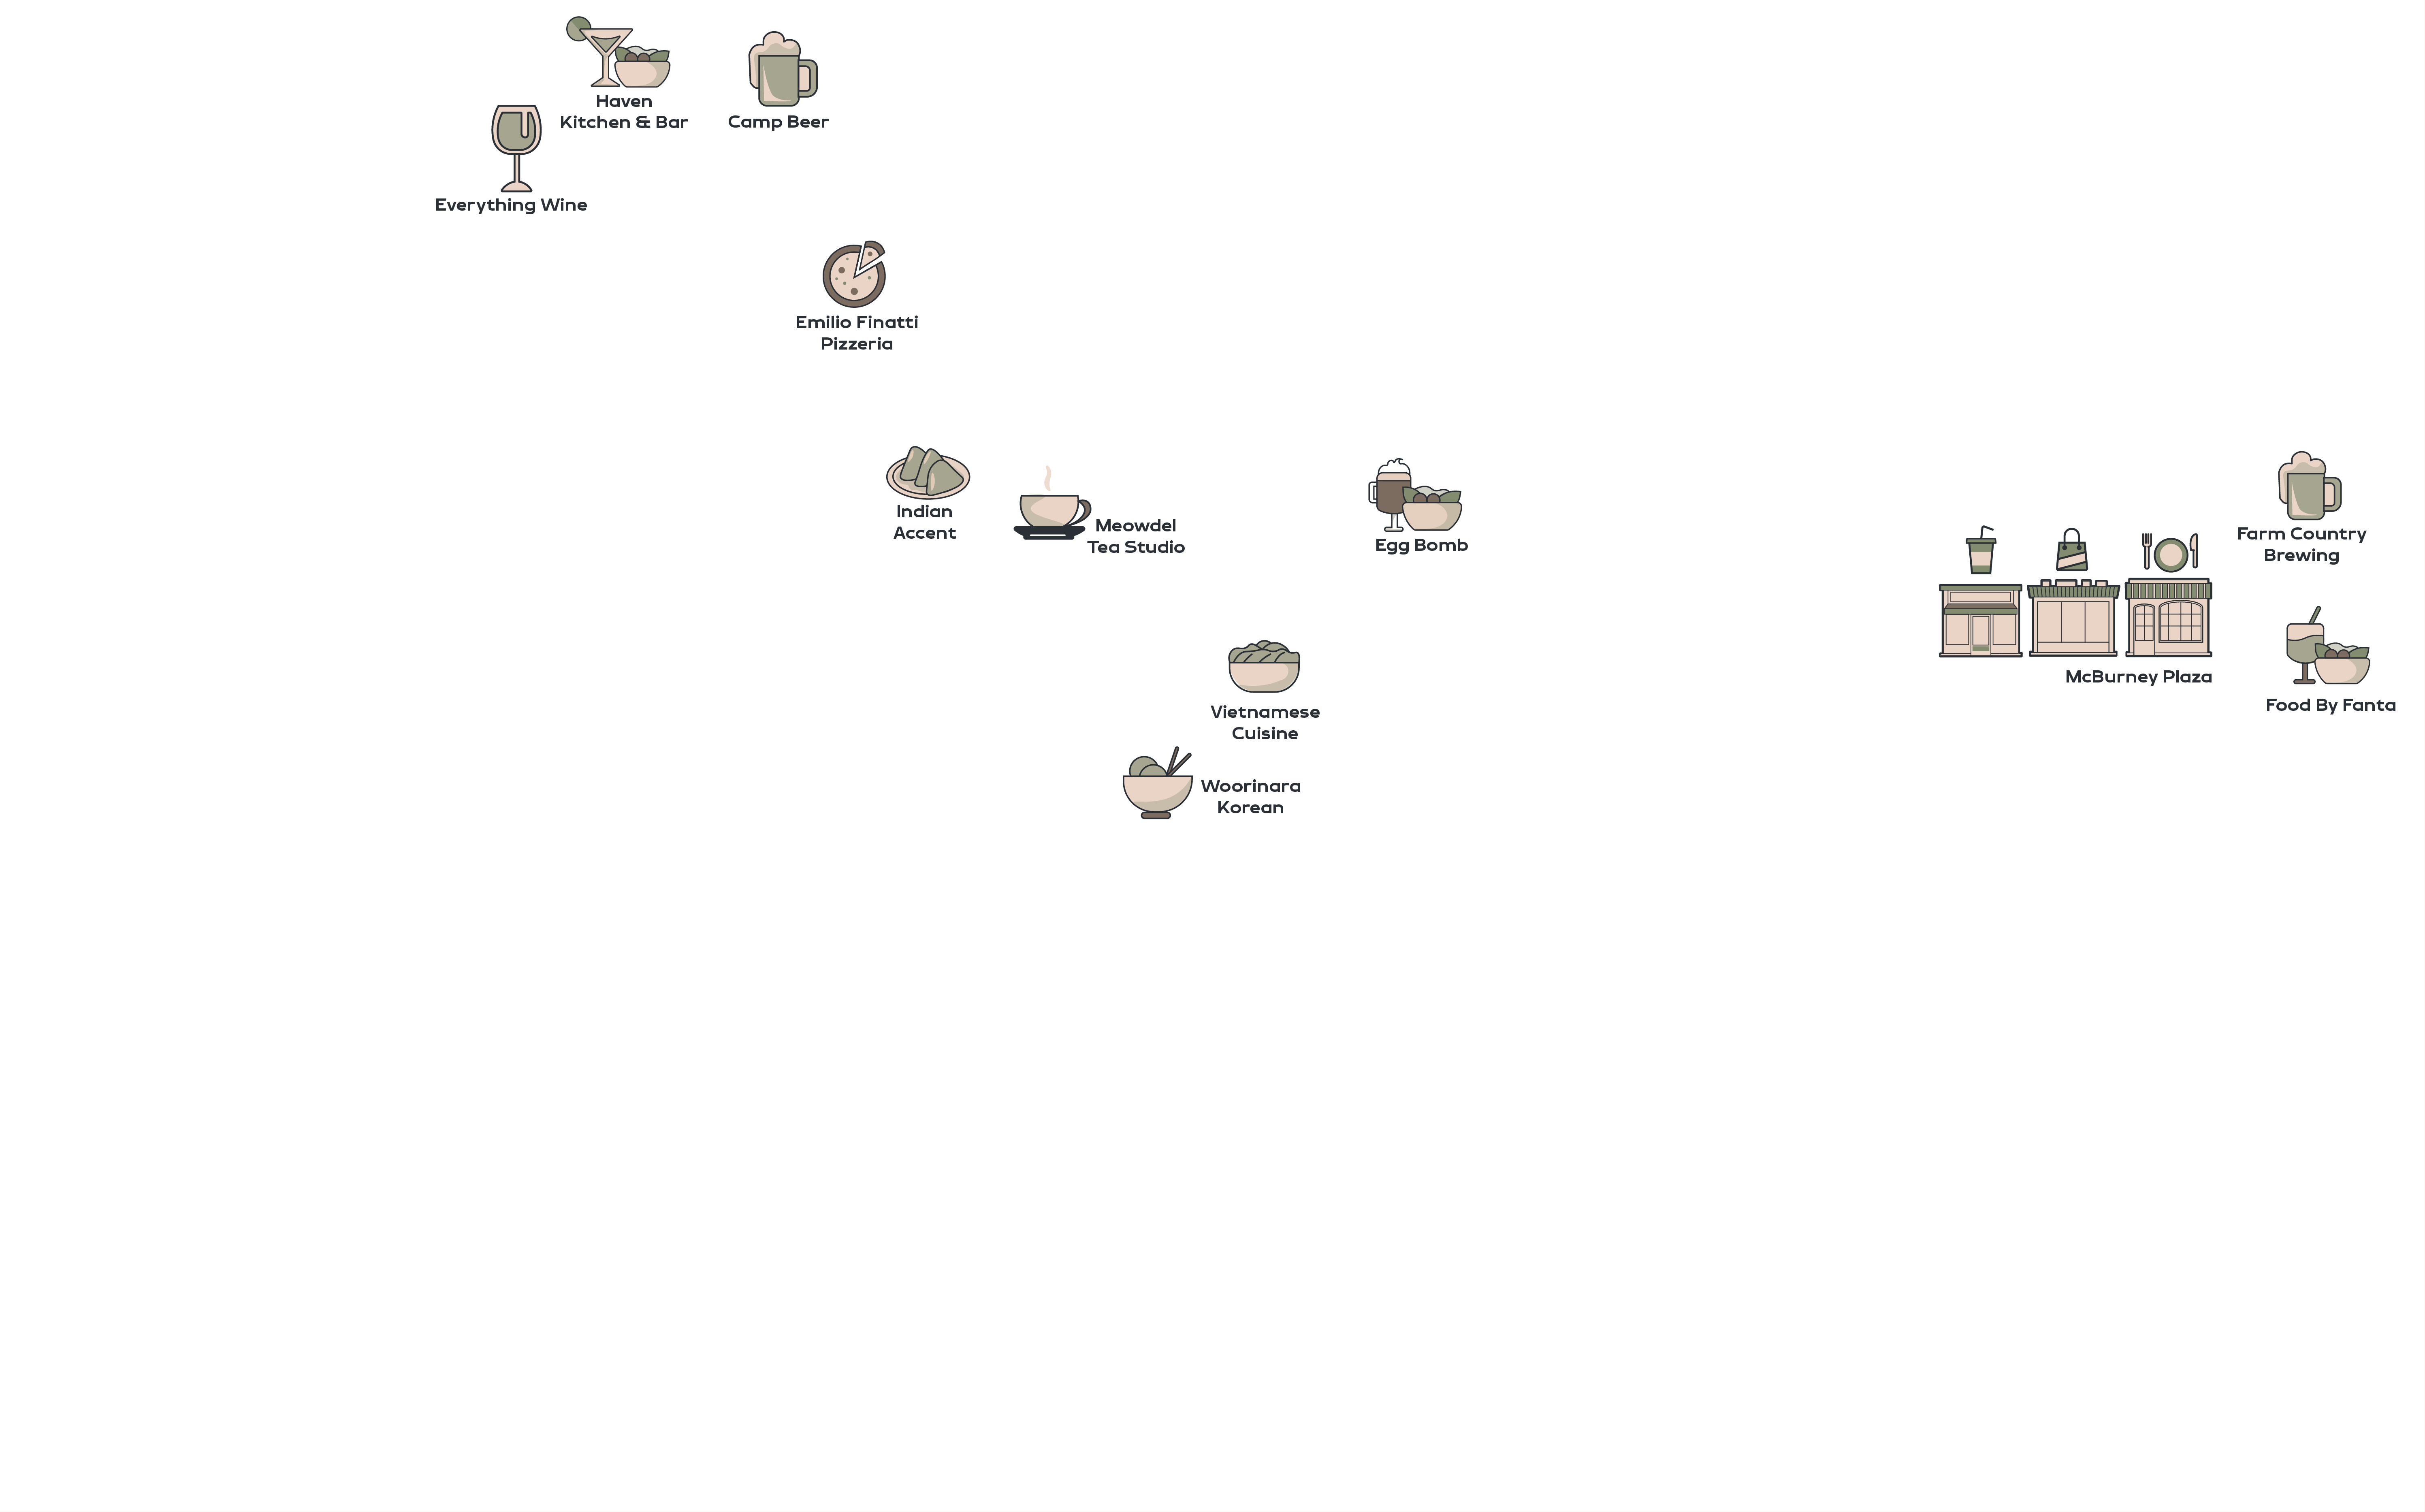 Haven
Kitchen & Bar
Camp Beer
Everything Wine
Emilio Finatti
Pizzeria
Indian
Accent
Meowdel
Tea Studio
Egg Bomb
Farm Country
Brewing
McBurney Plaza
Food By Fanta
Vietnamese
Cuisine
Woorinara
Korean